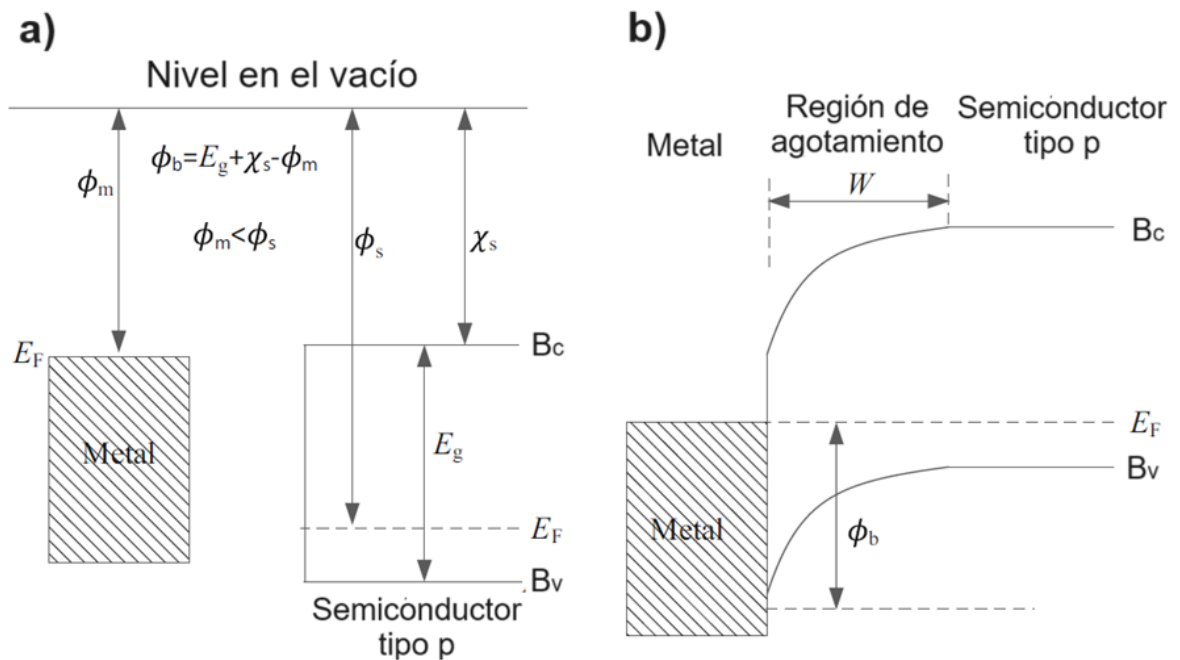 a)
Nivel en el vacío
ϕb=Eg+χs-ϕm
ϕm
ϕm<ϕs
ϕs
χs
EF
Bc
Metal
Eg
EF
Bv
Semiconductor
tipo p
b)
Metal
Región de
agotamiento
Semiconductor
tipo p
W
Bc
EF
Bv
Metal
ϕb